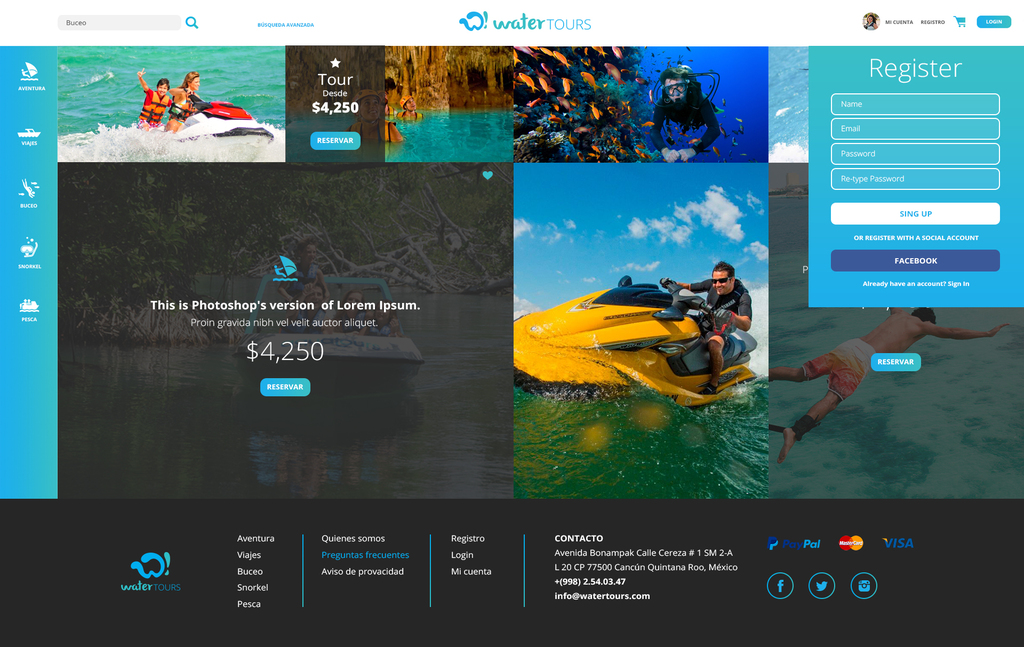 Buceo
BÚSQUEDA AVANZADA
W! waterTOURS
MI CUENTA
REGISTRO
LOGIN
AVENTURA
VIAJES
BUCEO
SNORKEL
PESCA
Tour
Desde
$4,250
RESERVAR
This is Photoshop's version of Lorem Ipsum.
Proin gravida nibh vel velit auctor aliquet.
$4,250
RESERVAR
P
RESERVAR
Register
Name
Email
Password
Re-type Password
SING UP
OR REGISTER WITH A SOCIAL ACCOUNT
FACEBOOK
Already have an account? Sign In
W!
waterTOURS
Aventura
Viajes
Buceo
Snorkel
Pesca
Quienes somos
Preguntas frecuentes
Aviso de provacidad
Registro
Login
Mi cuenta
CONTACTO
Avenida Bonampak Calle Cereza # 1 SM 2-A
L 20 CP 77500 Cancún Quintana Roo, México
+(998) 2.54.03.47
info@watertours.com
PayPal
MasterCard
VISA